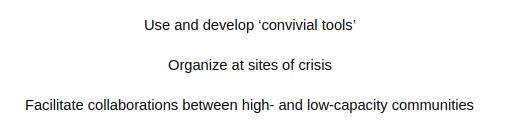 Use and develop ‘convivial tools’
Organize at sites of crisis
Facilitate collaborations between high- and low-capacity communities